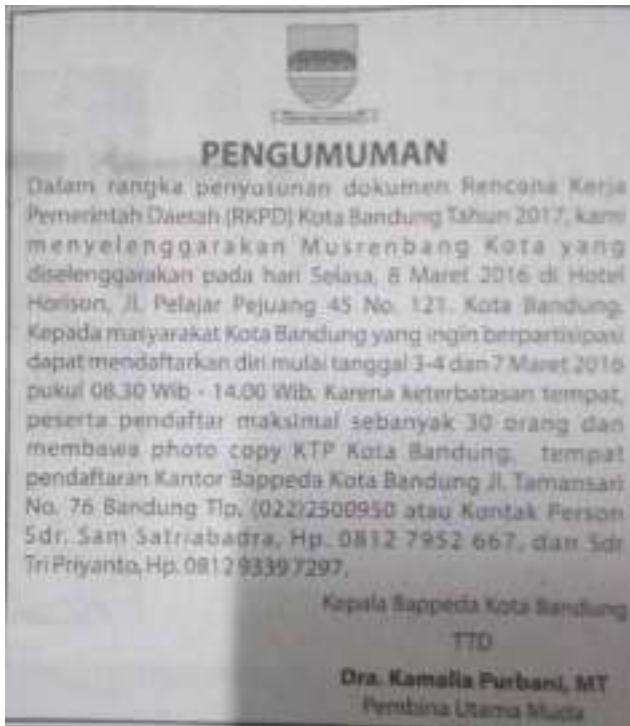 PENGUMUMAN
Dalam rangka penyusunan dokumen Rencana Kerja
Pemerintah Daerah (RKPD) Kota Bandung Tahun 2017, kami
menyelenggarakan Musrenbang Kota yang
diselenggarakan pada hari Selasa, 8 Maret 2016 di Hotel
Horison, Jl. Pelajar Pejuang 45 No. 121. Kota Bandung.
Kepada masyarakat Kota Bandung yang ingin berpartisipasi
dapat mendaftarkan diri mulai tanggal 3-4 dan 7 Maret 2016
pukul 08.30 Wib - 14.00 Wib. Karena keterbatasan tempat,
peserta pendaftar maksimal sebanyak 30 orang dan
membawa photo copy KTP Kota Bandung, tempat
pendaftaran Kantor Bappeda Kota Bandung Jl. Tamansari
No. 76 Bandung Tlp. (022)2500950 atau Kontak Person
Sdr. Sam Satriabadra, Hp. 0812 7952 667, dan Sdr
Tri Priyanto, Hp. 0812 9339 7297.
Kepala Bappeda Kota Bandung
TTD
Dra. Kamalia Purbani, MT
Pembina Utama Muda